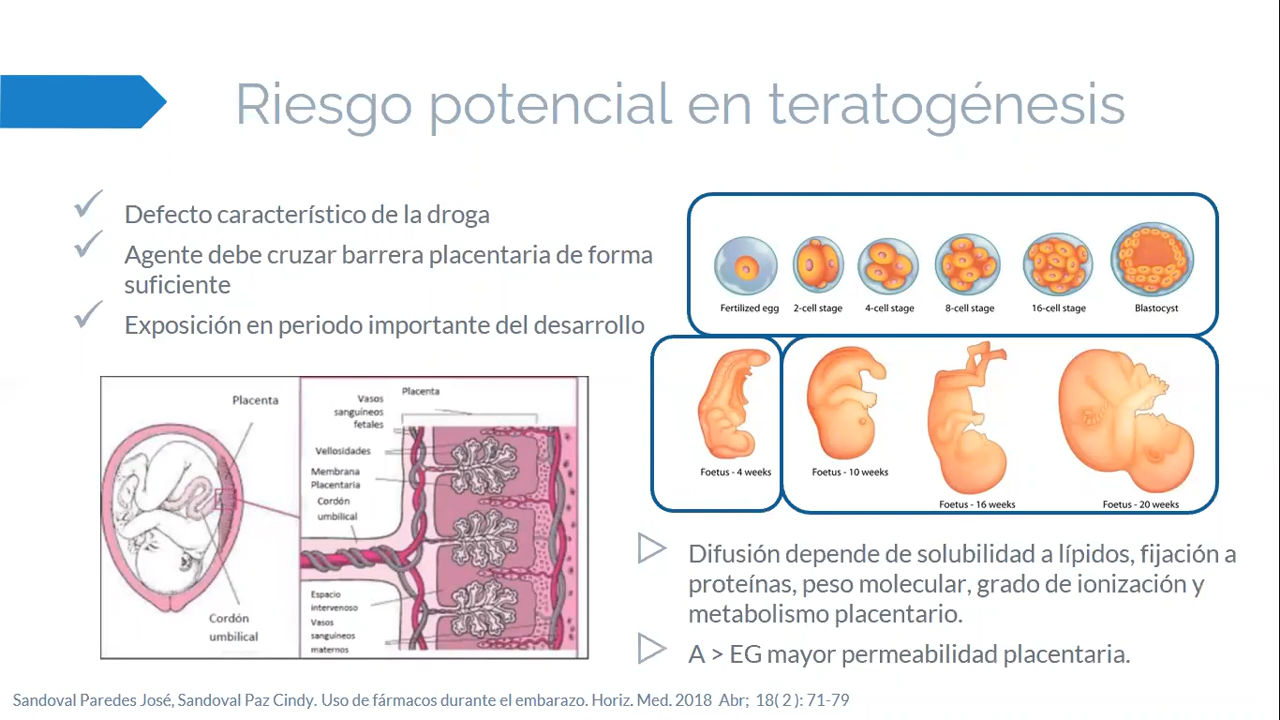 Riesgo potencial en teratogénesis
Defecto característico de la droga
Agente debe cruzar barrera placentaria de forma
suficiente
Exposición en periodo importante del desarrollo
Placenta
Cordón
umbilical
Placenta
Vasos
sanguíneos
fetales
Vellosidades
Membrana
Placentaria
Cordón
umbilical
Espacio
intervenoso
Vasos
sanguíneos
maternos
Fertilized egg
2-cell stage
4-cell stage
8-cell stage
16-cell stage
Blastocyst
Foetus - 4 weeks
Foetus - 10 weeks
Foetus - 16 weeks
Foetus - 20 weeks
Difusión depende de solubilidad a lípidos, fijación a
proteínas, peso molecular, grado de ionización y
metabolismo placentario.
A > EG mayor permeabilidad placentaria.
Sandoval Paredes José, Sandoval Paz Cindy. Uso de fármacos durante el embarazo. Horiz. Med. 2018 Abr; 18( 2 ): 71-79